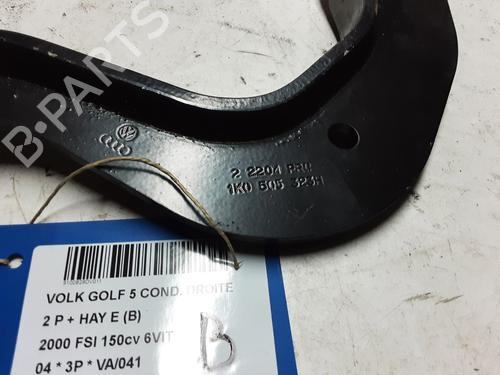 B-PARTS
2 2204 PRO
1K0 505 323H
VOLK GOLF 5 COND. DROITE
2 P + HAY E (B)
2000 FSI 150cv 6VIT
04 * 3P * VA/041
B